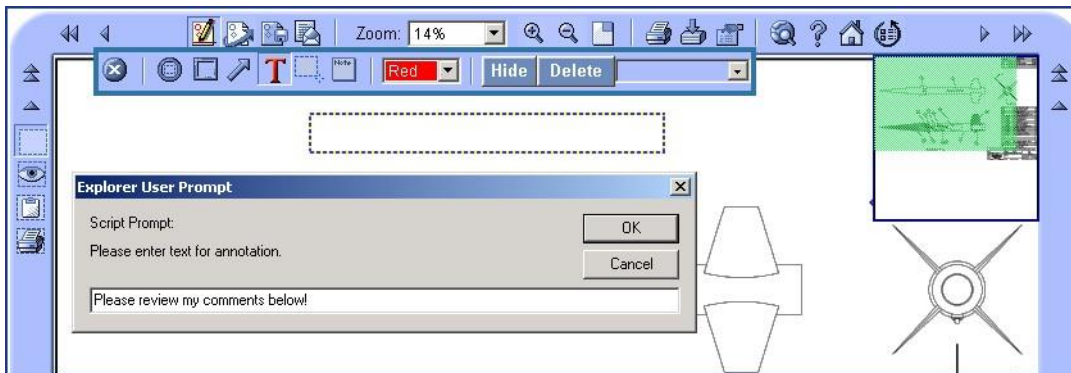 Zoom: 14%
T
Note
Red
Hide
Delete
Explorer User Prompt
Script Prompt:
Please enter text for annotation.
OK
Cancel
Please review my comments below!